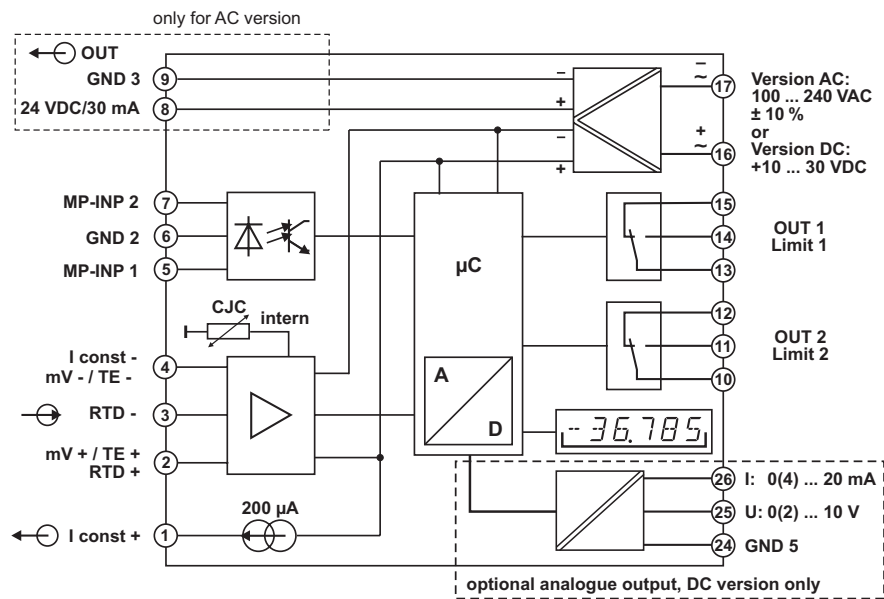 only for AC version
OUT
GND 3
9
24 VDC/30 mA
8
–
+
–
+
–
~
17
+
~
16
Version AC:
100 ... 240 VAC
± 10 %
or
Version DC:
+10 ... 30 VDC
MP-INP 2
7
GND 2
6
MP-INP 1
5
µC
15
14
13
OUT 1
Limit 1
CJC
intern
12
11
10
OUT 2
Limit 2
I const -
mV - / TE -
4
RTD -
3
mV + / TE +
RTD +
2
A
D
-36.785
200 µA
I const +
1
26
I: 0(4) ... 20 mA
25
U: 0(2) ... 10 V
24
GND 5
optional analogue output, DC version only